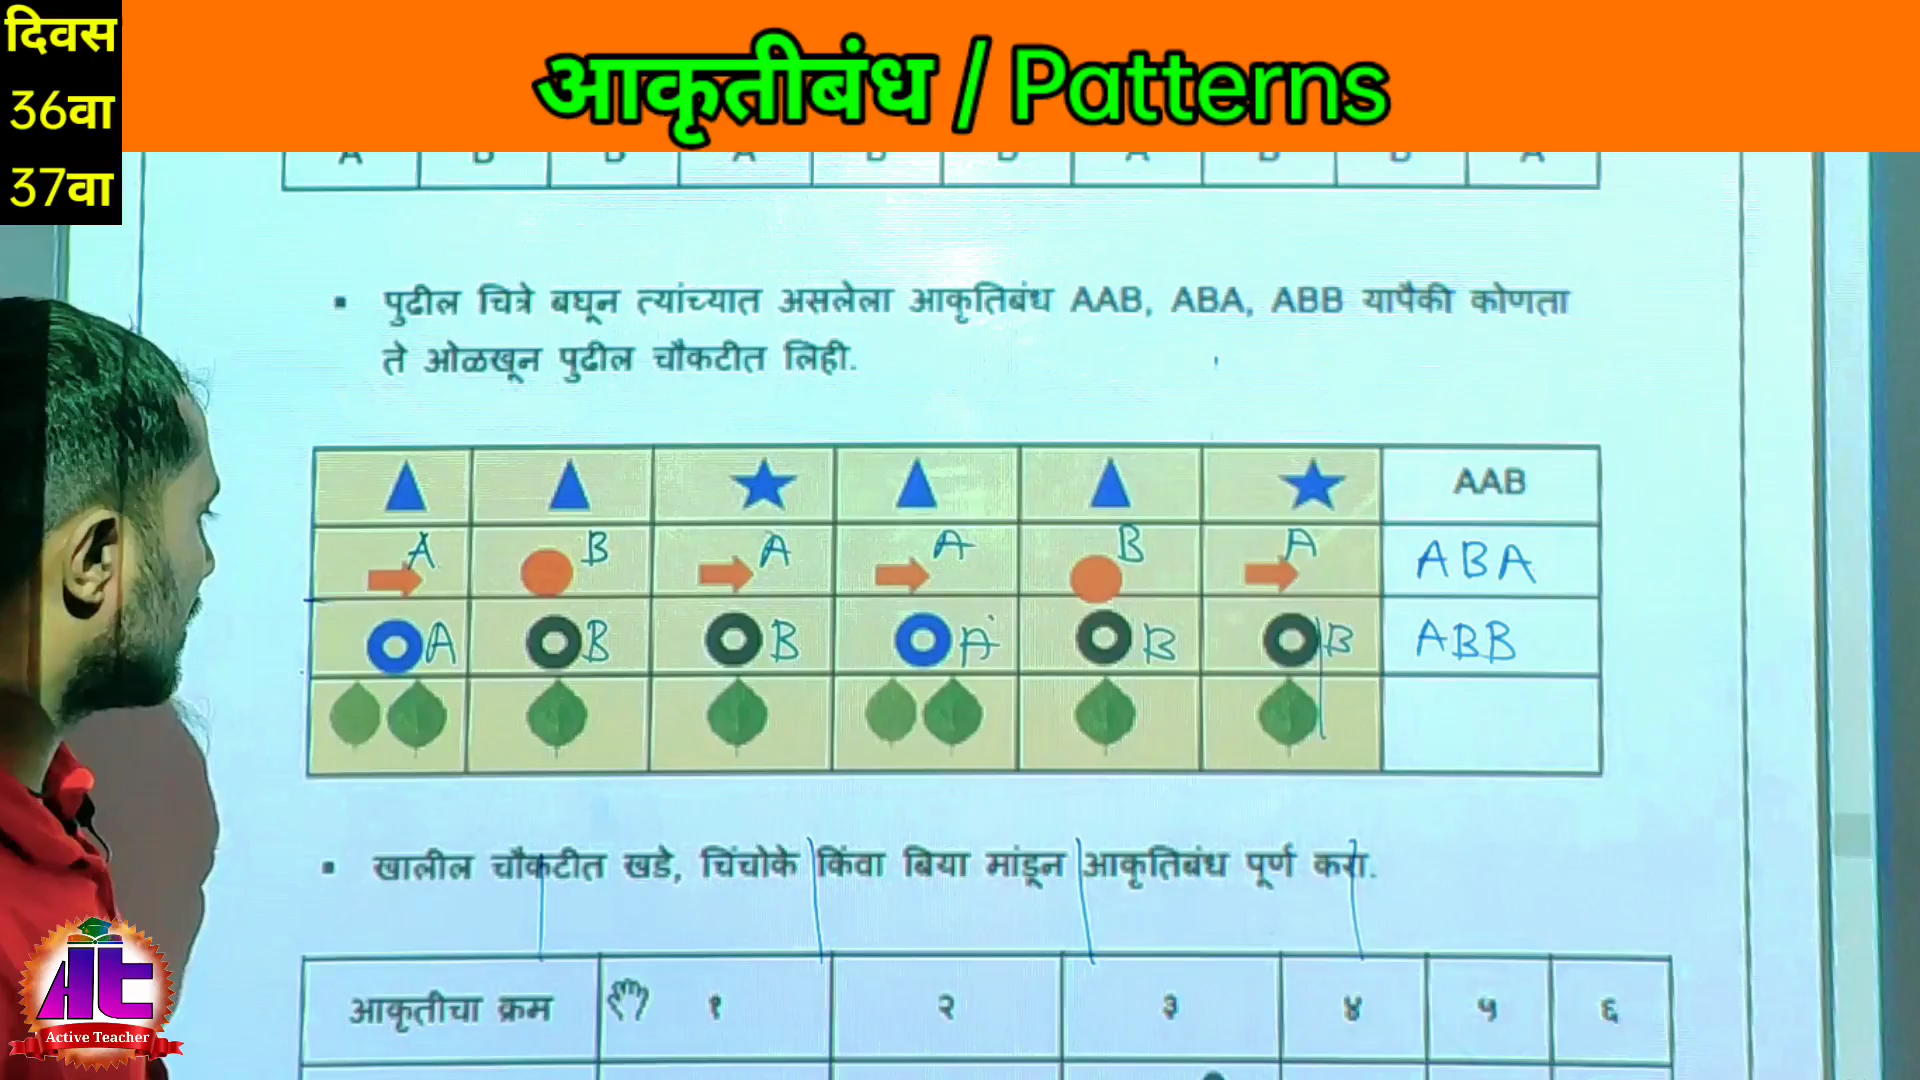 दिवस
36वा
37वा
आकृतीबंध / Patterns
A B B A B B A B B A
▪ पुढील चित्रे बघून त्यांच्यात असलेला आकृतिबंध AAB, ABA, ABB यापैकी कोणता
ते ओळखून पुढील चौकटीत लिही.
AAB
A B A A B A ABA
A B B A B B ABB
▪ खालील चौकटीत खडे, चिंचोके किंवा बिया मांडून आकृतिबंध पूर्ण करा.
आकृतीचा क्रम १ २ ३ ४ ५ ६
At
Active Teacher